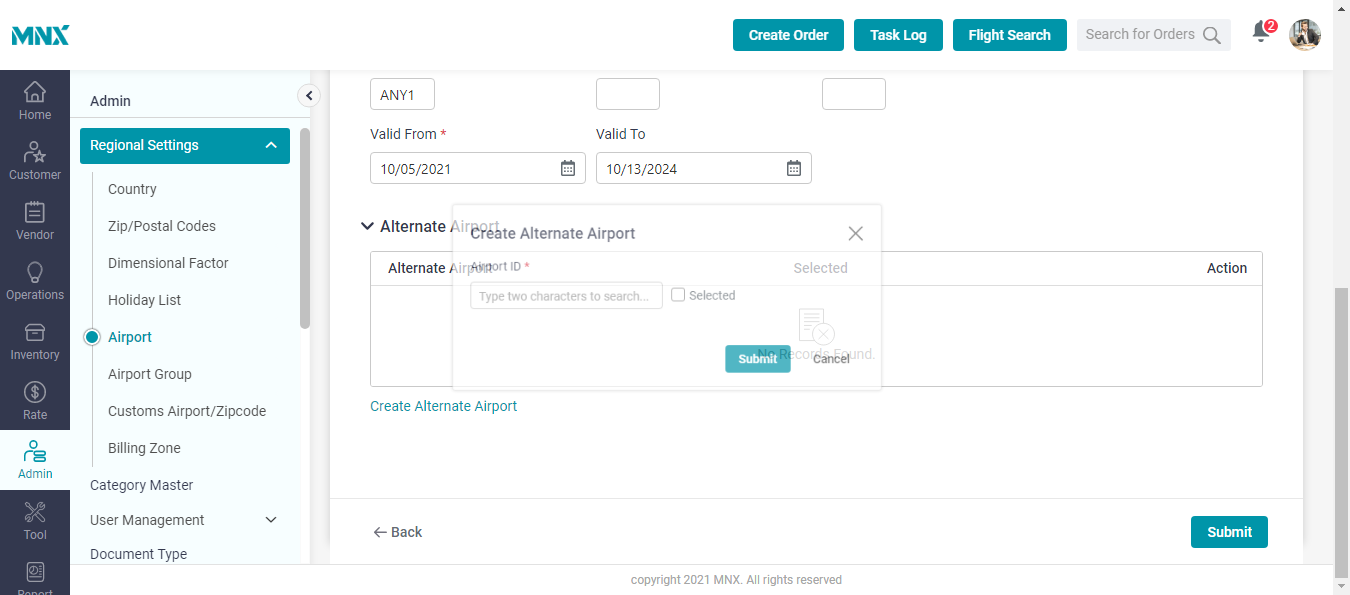 MNX
Create Order
Task Log
Flight Search
Search for Orders
2
Home
Customer
Vendor
Operations
Inventory
Rate
Admin
Tool
Report
Admin
Regional Settings
Country
Zip/Postal Codes
Dimensional Factor
Holiday List
Airport
Airport Group
Customs Airport/Zipcode
Billing Zone
Category Master
User Management
Document Type
ANY1
Valid From *
Valid To
10/05/2021
10/13/2024
Alternate Airport
Alternate Airport
Selected
Action
No Records Found.
Create Alternate Airport
Airport ID *
Type two characters to search...
Selected
Submit
Cancel
Create Alternate Airport
Back
Submit
copyright 2021 MNX. All rights reserved